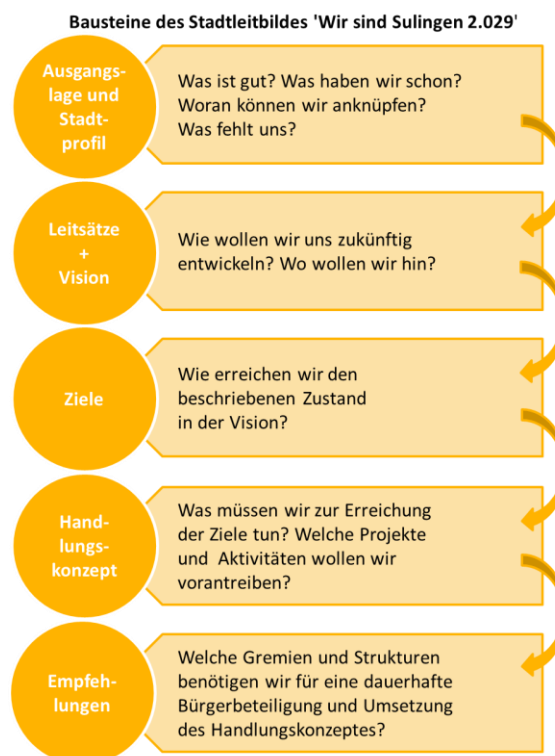 Bausteine des Stadtleitbildes 'Wir sind Sulingen 2.029'
Ausgangs-
lage und
Stadt-
profil
Was ist gut? Was haben wir schon?
Woran können wir anknüpfen?
Was fehlt uns?
Leitsätze
+
Vision
Wie wollen wir uns zukünftig
entwickeln? Wo wollen wir hin?
Ziele
Wie erreichen wir den
beschriebenen Zustand
in der Vision?
Hand-
lungs-
konzept
Was müssen wir zur Erreichung
der Ziele tun? Welche Projekte
und Aktivitäten wollen wir
vorantreiben?
Empfeh-
lungen
Welche Gremien und Strukturen
benötigen wir für eine dauerhafte
Bürgerbeteiligung und Umsetzung
des Handlungskonzeptes?